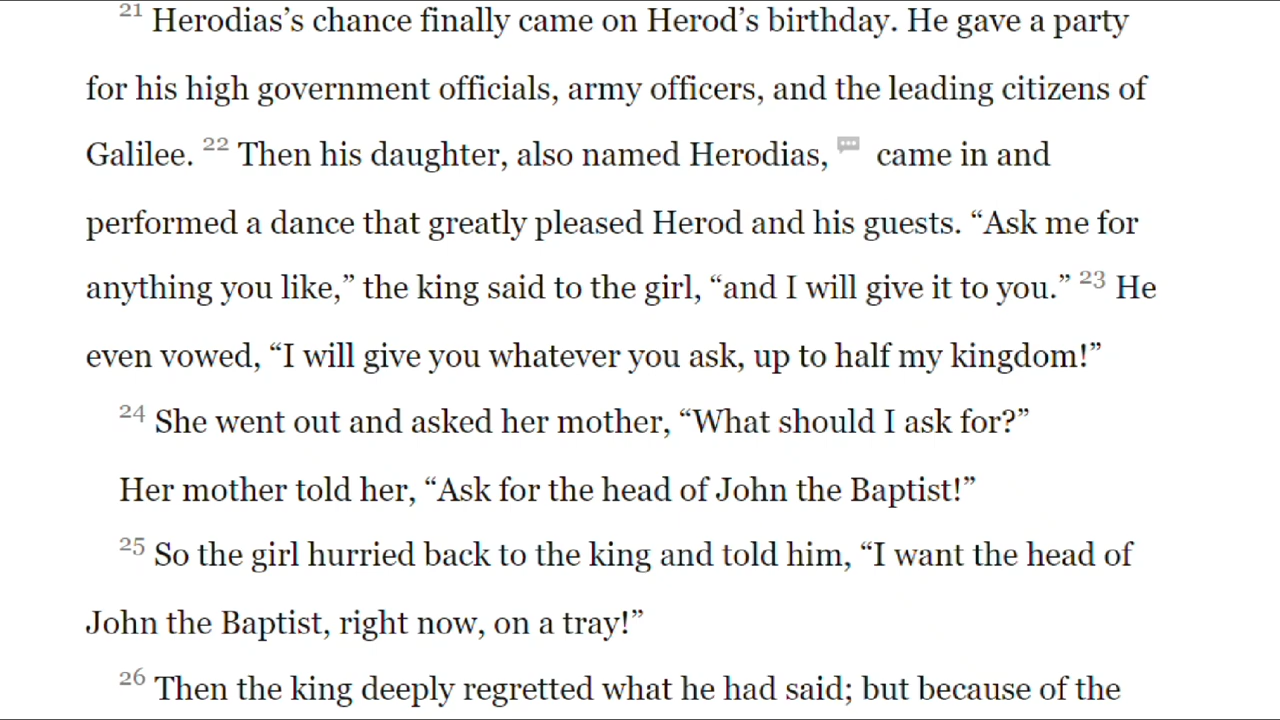 21 Herodias’s chance finally came on Herod’s birthday. He gave a party
for his high government officials, army officers, and the leading citizens of
Galilee. 22 Then his daughter, also named Herodias, came in and
performed a dance that greatly pleased Herod and his guests. “Ask me for
anything you like,” the king said to the girl, “and I will give it to you.” 23 He
even vowed, “I will give you whatever you ask, up to half my kingdom!”
24 She went out and asked her mother, “What should I ask for?”
Her mother told her, “Ask for the head of John the Baptist!”
25 So the girl hurried back to the king and told him, “I want the head of
John the Baptist, right now, on a tray!”
26 Then the king deeply regretted what he had said; but because of the